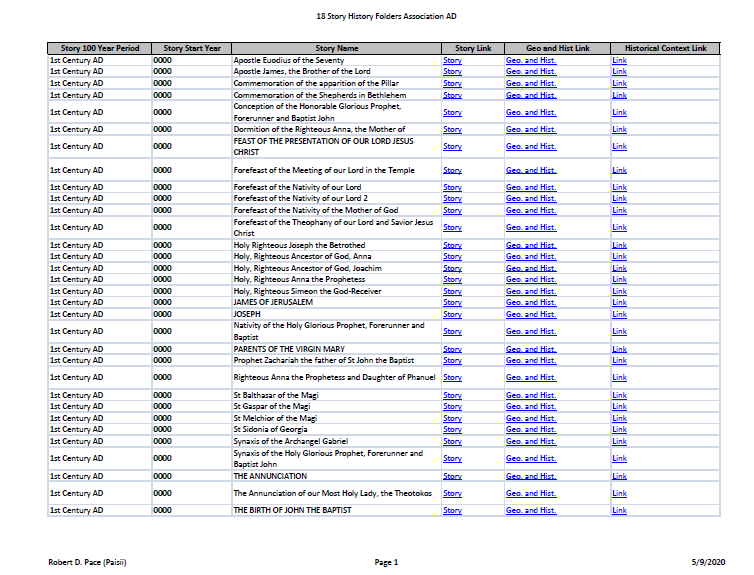 18 Story History Folders Association AD
Story 100 Year Period Story Start Year Story Name Story Link Geo and Hist Link Historical Context Link
1st Century AD 0000 Apostle Euodius of the Seventy Story Geo. and Hist. Link
1st Century AD 0000 Apostle James, the Brother of the Lord Story Geo. and Hist. Link
1st Century AD 0000 Commemoration of the apparition of the Pillar Story Geo. and Hist. Link
1st Century AD 0000 Commemoration of the Shepherds in Bethlehem Story Geo. and Hist. Link
1st Century AD 0000 Conception of the Honorable Glorious Prophet,
Forerunner and Baptist John Story Geo. and Hist. Link
1st Century AD 0000 Dormition of the Righteous Anna, the Mother of Story Geo. and Hist. Link
1st Century AD 0000 FEAST OF THE PRESENTATION OF OUR LORD JESUS
CHRIST Story Geo. and Hist. Link
1st Century AD 0000 Forefeast of the Meeting of our Lord in the Temple Story Geo. and Hist. Link
1st Century AD 0000 Forefeast of the Nativity of our Lord Story Geo. and Hist. Link
1st Century AD 0000 Forefeast of the Nativity of our Lord 2 Story Geo. and Hist. Link
1st Century AD 0000 Forefeast of the Nativity of the Mother of God Story Geo. and Hist. Link
1st Century AD 0000 Forefeast of the Theophany of our Lord and Savior Jesus
Christ Story Geo. and Hist. Link
1st Century AD 0000 Holy Righteous Joseph the Betrothed Story Geo. and Hist. Link
1st Century AD 0000 Holy, Righteous Ancestor of God, Anna Story Geo. and Hist. Link
1st Century AD 0000 Holy, Righteous Ancestor of God, Joachim Story Geo. and Hist. Link
1st Century AD 0000 Holy, Righteous Anna the Prophetess Story Geo. and Hist. Link
1st Century AD 0000 Holy, Righteous Simeon the God-Receiver Story Geo. and Hist. Link
1st Century AD 0000 JAMES OF JERUSALEM Story Geo. and Hist. Link
1st Century AD 0000 JOSEPH Story Geo. and Hist. Link
1st Century AD 0000 Nativity of the Holy Glorious Prophet, Forerunner and
Baptist Story Geo. and Hist. Link
1st Century AD 0000 PARENTS OF THE VIRGIN MARY Story Geo. and Hist. Link
1st Century AD 0000 Prophet Zachariah the father of St John the Baptist Story Geo. and Hist. Link
1st Century AD 0000 Righteous Anna the Prophetess and Daughter of Phanuel Story Geo. and Hist. Link
1st Century AD 0000 St Balthasar of the Magi Story Geo. and Hist. Link
1st Century AD 0000 St Gaspar of the Magi Story Geo. and Hist. Link
1st Century AD 0000 St Melchior of the Magi Story Geo. and Hist. Link
1st Century AD 0000 St Sidonia of Georgia Story Geo. and Hist. Link
1st Century AD 0000 Synaxis of the Archangel Gabriel Story Geo. and Hist. Link
1st Century AD 0000 Synaxis of the Holy Glorious Prophet, Forerunner and
Baptist John Story Geo. and Hist. Link
1st Century AD 0000 THE ANNUNCIATION Story Geo. and Hist. Link
1st Century AD 0000 The Annunciation of our Most Holy Lady, the Theotokos Story Geo. and Hist. Link
1st Century AD 0000 THE BIRTH OF JOHN THE BAPTIST Story Geo. and Hist. Link
Robert D. Pace (Paisii) Page 1 5/9/2020